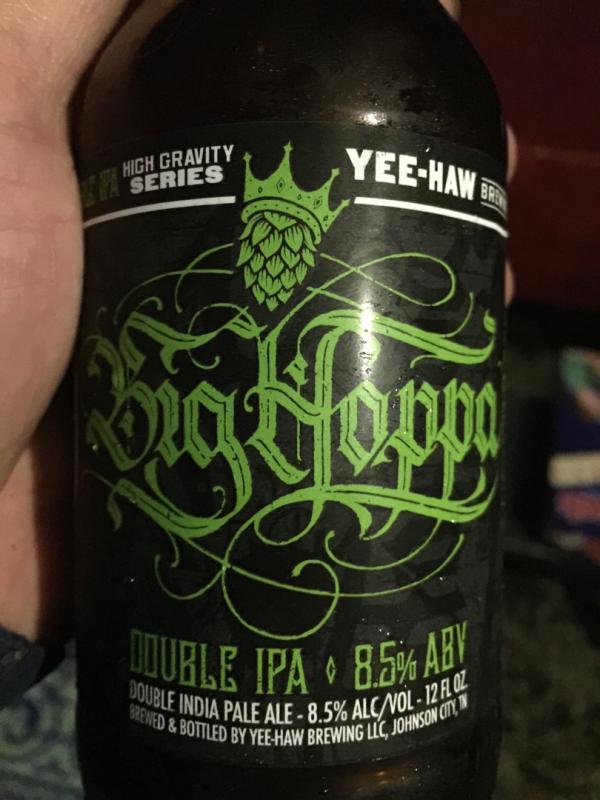 IPA
HIGH GRAVITY
SERIES
YEE-HAW
Big Hoppa
DOUBLE IPA ◊ 8.5% ABV
DOUBLE INDIA PALE ALE - 8.5% ALC/VOL - 12 FL OZ.
BREWED & BOTTLED BY YEE-HAW BREWING LLC, JOHNSON CITY, TN